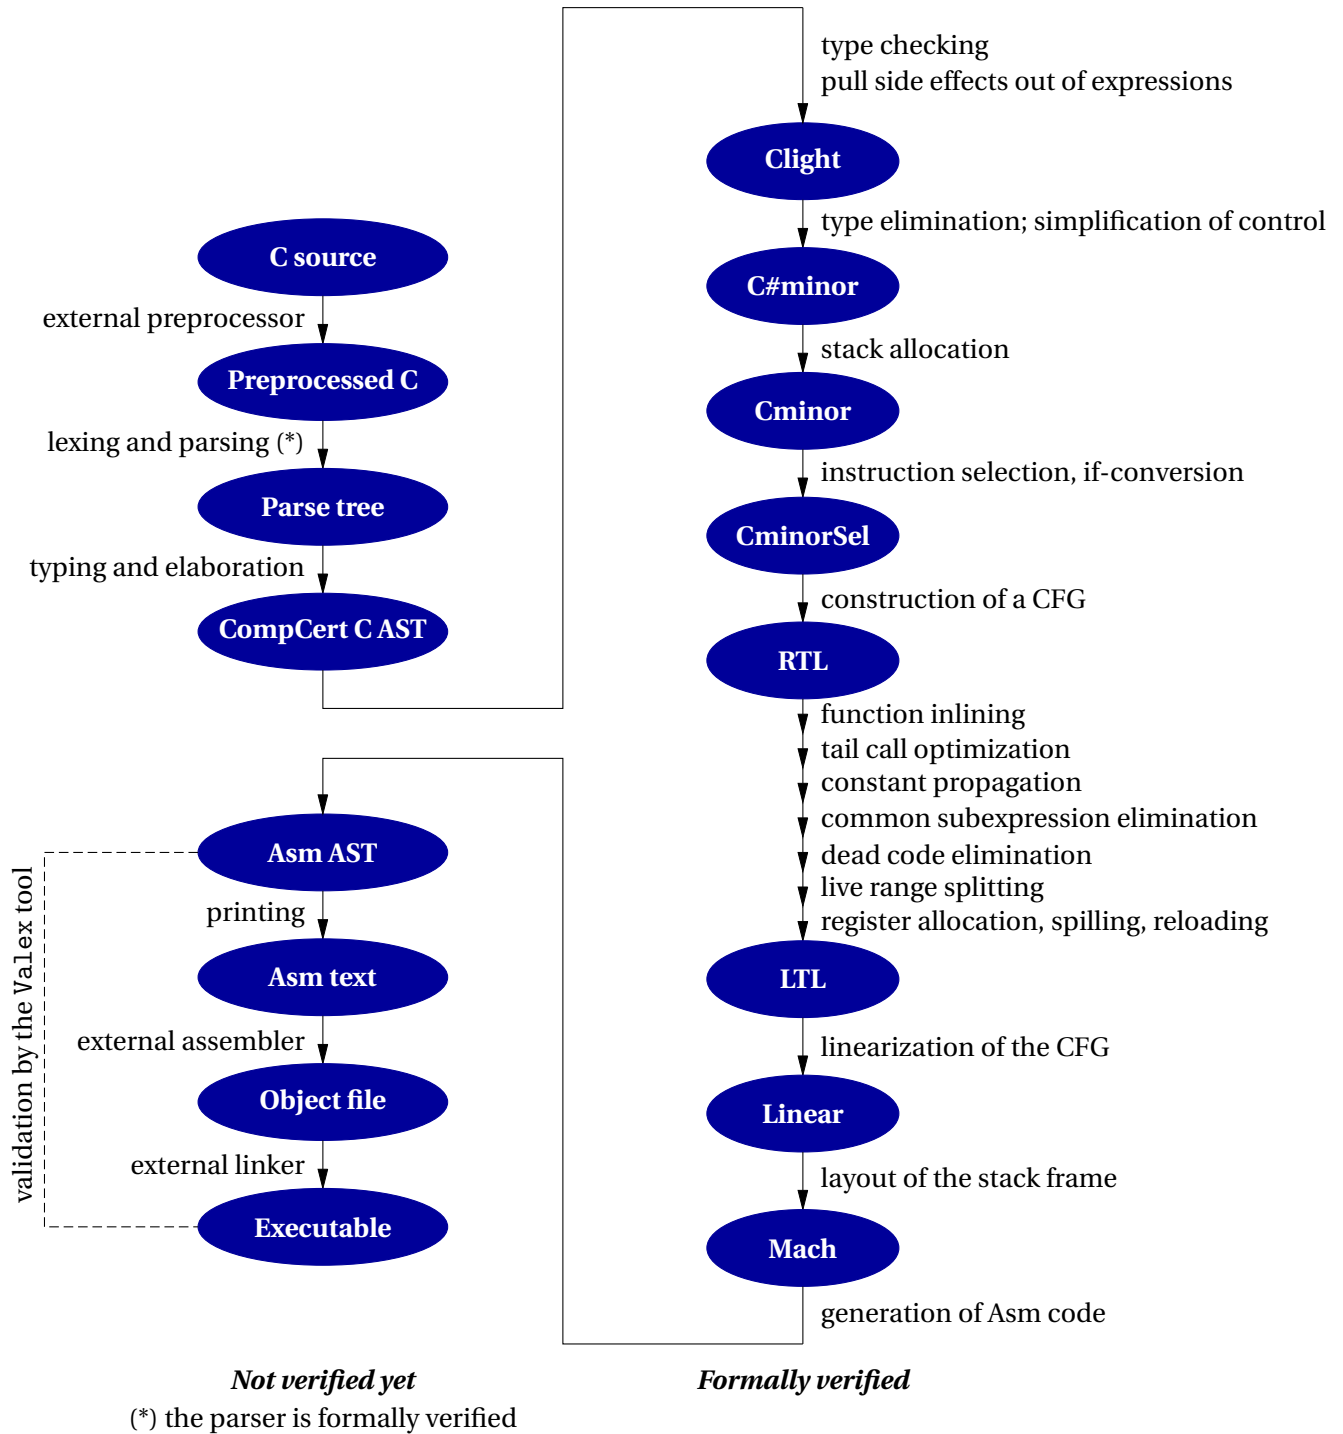 C source
external preprocessor
Preprocessed C
lexing and parsing (*)
Parse tree
typing and elaboration
CompCert C AST
type checking
pull side effects out of expressions
Clight
type elimination; simplification of control
C#minor
stack allocation
Cminor
instruction selection, if-conversion
CminorSel
construction of a CFG
RTL
function inlining
tail call optimization
constant propagation
common subexpression elimination
dead code elimination
live range splitting
register allocation, spilling, reloading
LTL
linearization of the CFG
Linear
layout of the stack frame
Mach
generation of Asm code
Asm AST
printing
Asm text
external assembler
Object file
external linker
Executable
validation by the Valex tool
Not verified yet
(*) the parser is formally verified
Formally verified